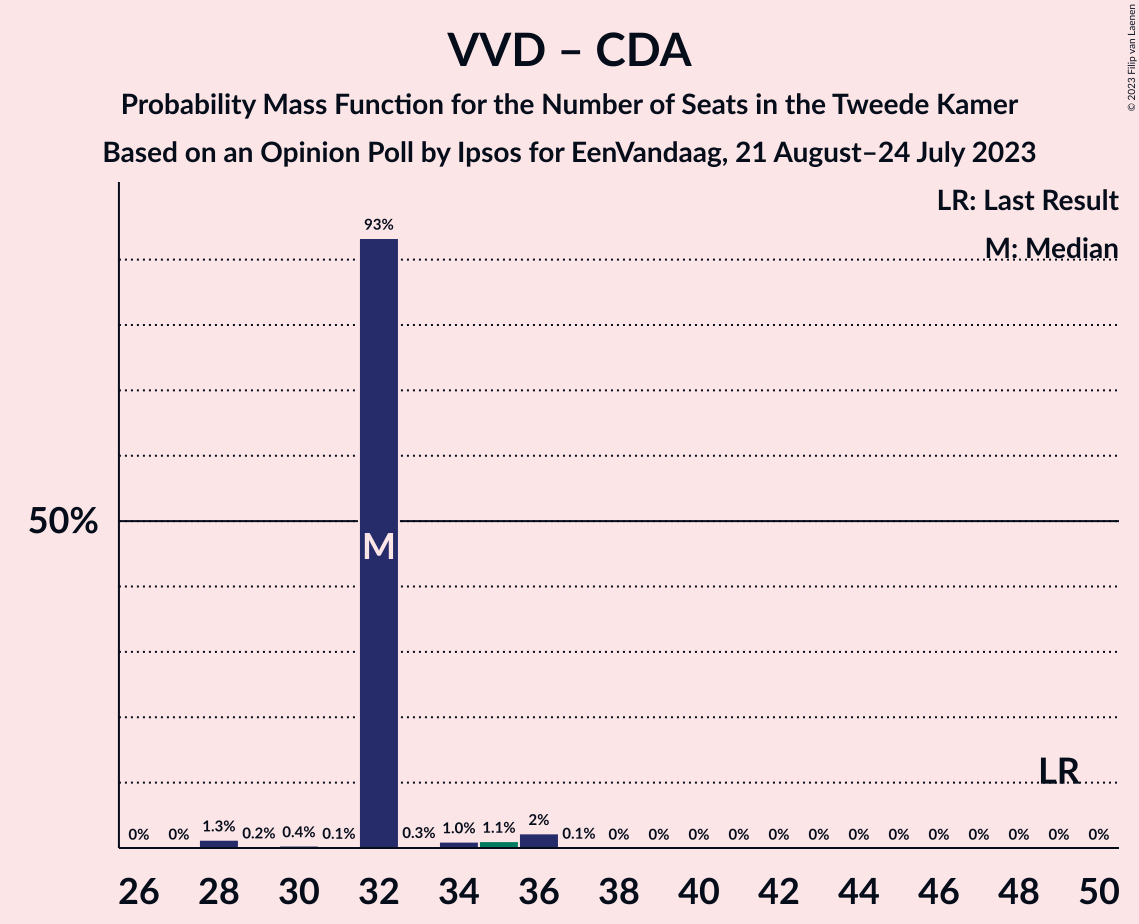 VVD – CDA
Probability Mass Function for the Number of Seats in the Tweede Kamer
Based on an Opinion Poll by Ipsos for EenVandaag, 21 August–24 July 2023
© 2023 Filip van Laenen
LR: Last Result
M: Median
50%
0% 0% 1.3% 0.2% 0.4% 0.1% 93% 0.3% 1.0% 1.1% 2% 0.1% 0% 0% 0% 0% 0% 0% 0% 0% 0% 0% 0% 0% 0%
M
LR
26 28 30 32 34 36 38 40 42 44 46 48 50